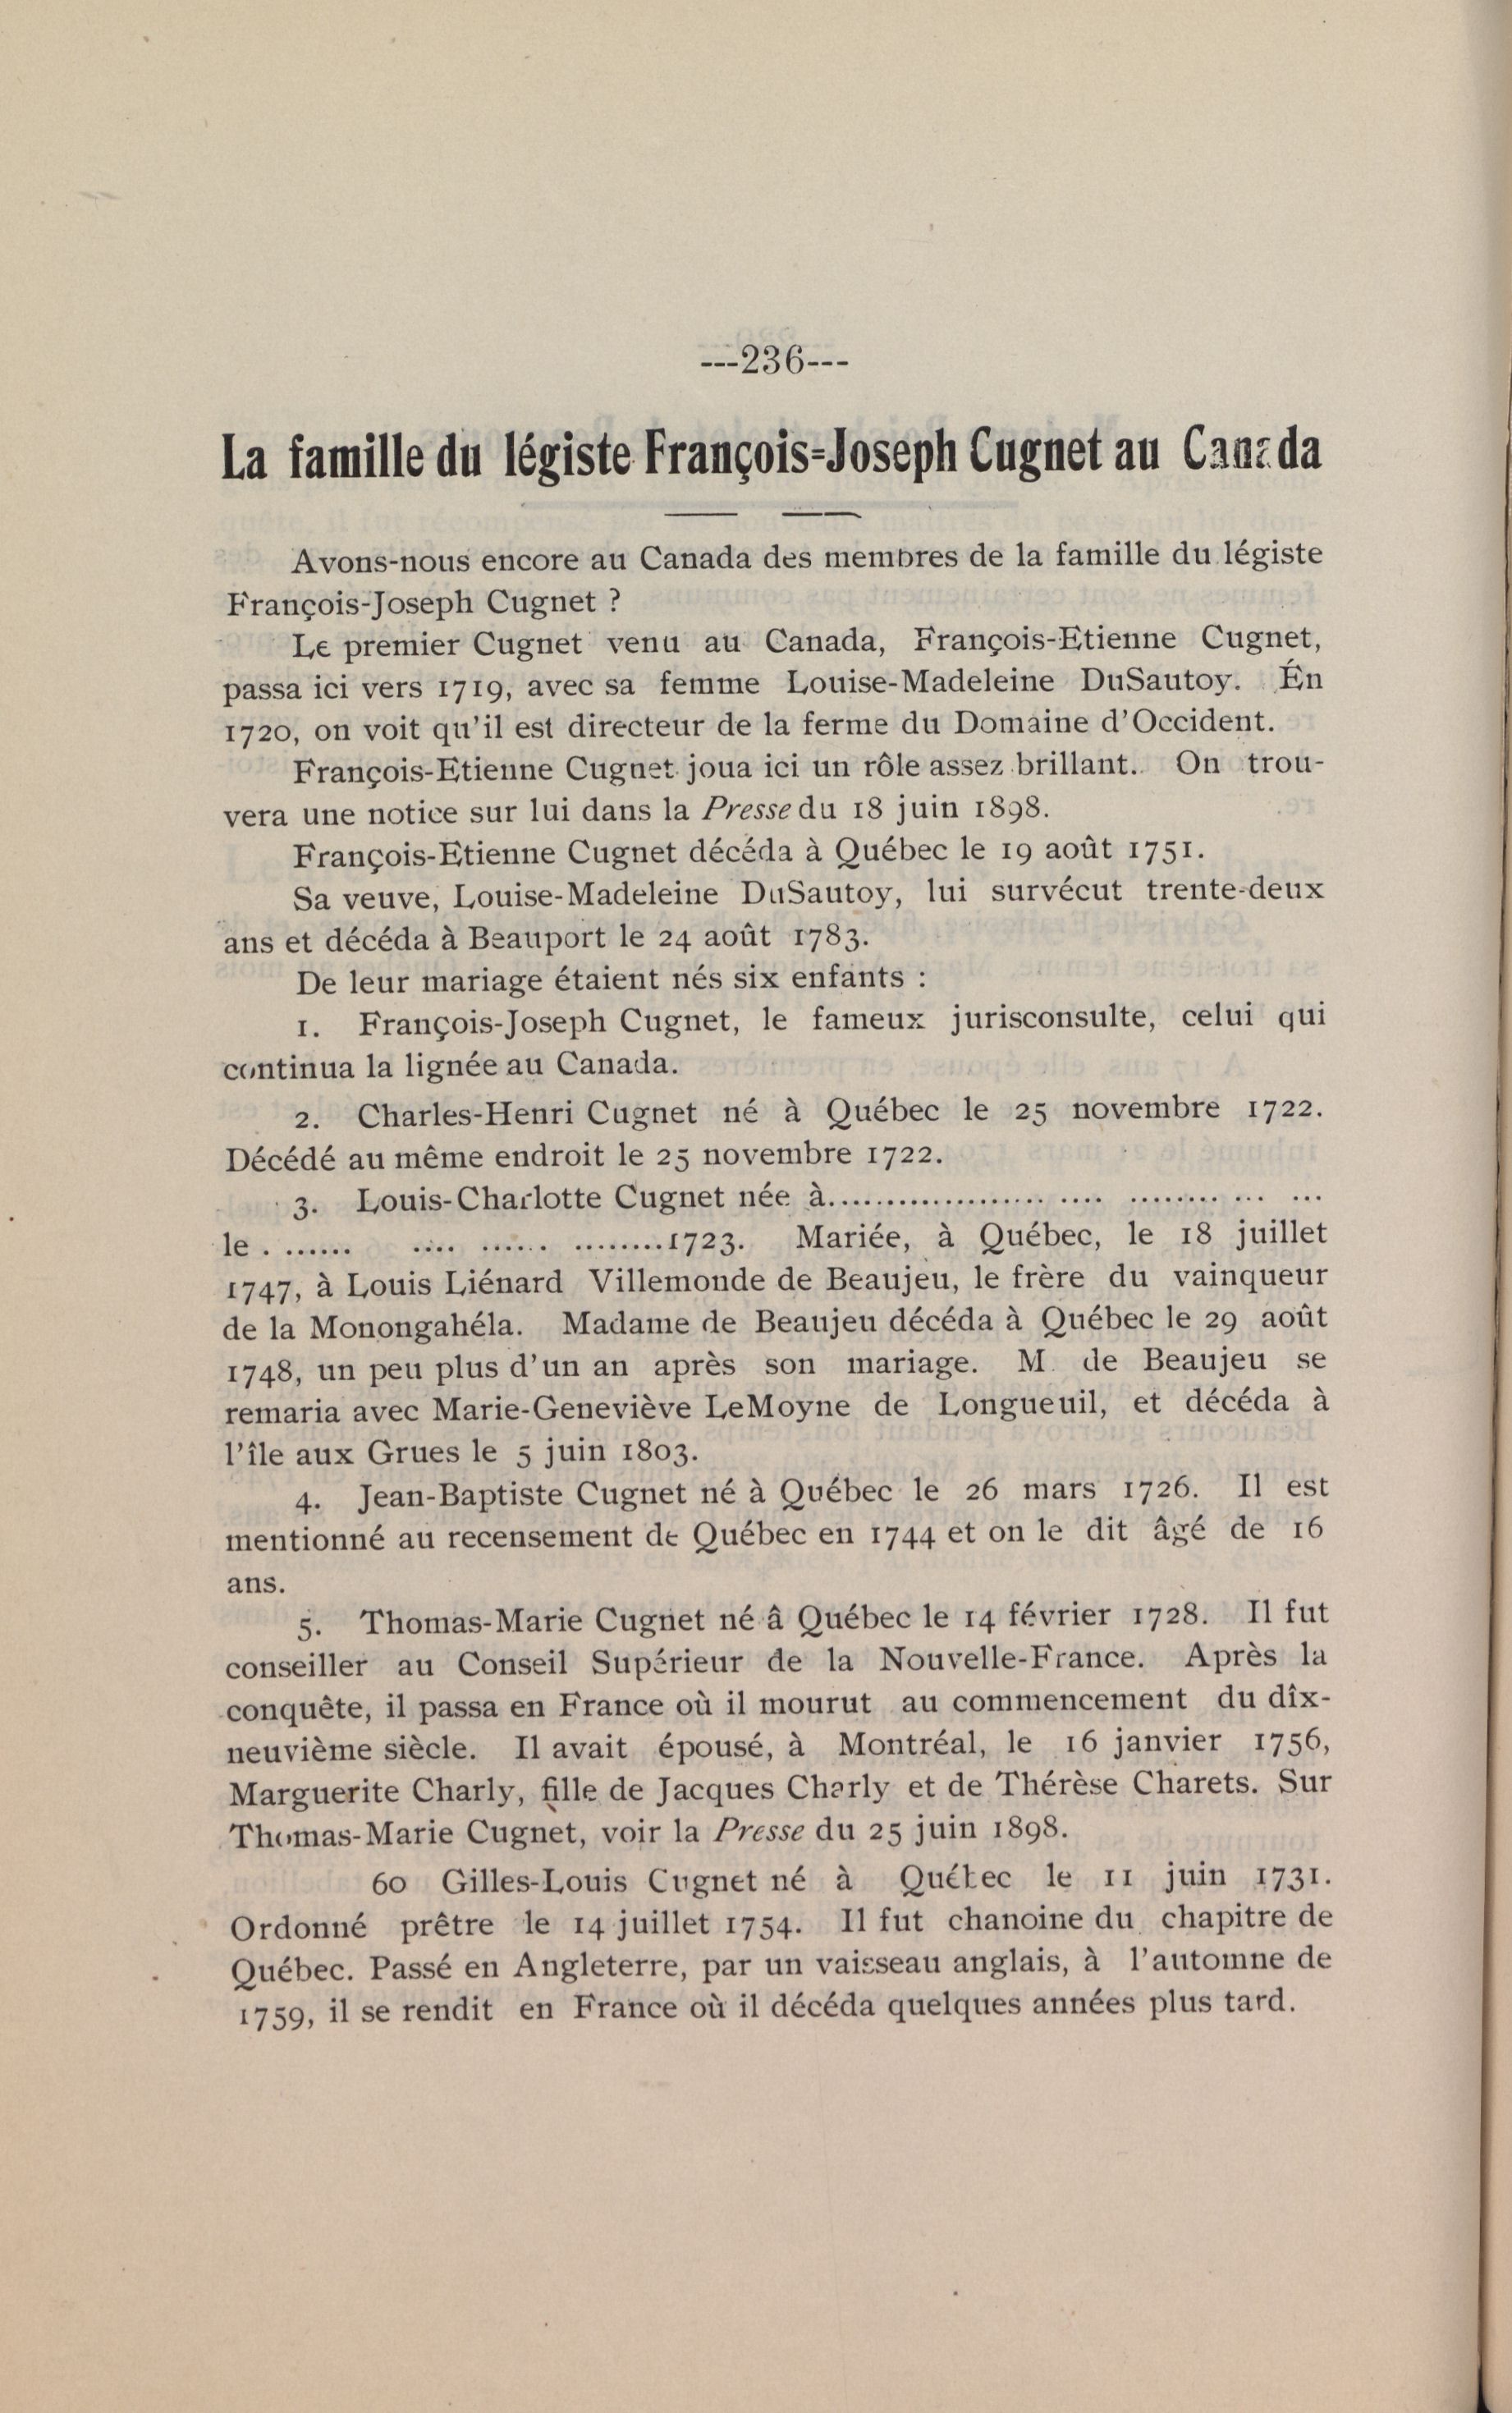 ---236---
La famille du légiste François=Joseph Cugnet au Canada
Avons-nous encore au Canada des membres de la famille du légiste
François-Joseph Cugnet ?
Le premier Cugnet venu au Canada, François-Etienne Cugnet,
passa ici vers 1719, avec sa femme Louise-Madeleine DuSautoy. Én
1720, on voit qu'il est directeur de la ferme du Domaine d'Occident.
François-Etienne Cugnet joua ici un rôle assez brillant. On trou-
vera une notice sur lui dans la Presse du 18 juin 1898.
François-Etienne Cugnet décéda à Québec le 19 août 1751.
Sa veuve, Louise-Madeleine DuSautoy, lui survécut trente-deux
ans et décéda à Beauport le 24 août 1783.
De leur mariage étaient nés six enfants :
1. François-Joseph Cugnet, le fameux jurisconsulte, celui qui
continua la lignée au Canada.
2. Charles-Henri Cugnet né à Québec le 25 novembre 1722.
Décédé au même endroit le 25 novembre 1722.
3. Louis-Charlotte Cugnet née à.................... .... ........ ... ...
le . ...... .... ...... .........1723. Mariée, à Québec, le 18 juillet
1747, à Louis Liénard Villemonde de Beaujeu, le frère du vainqueur
de la Monongahéla. Madame de Beaujeu décéda à Québec le 29 août
1748, un peu plus d'un an après son mariage. M. de Beaujeu se
remaria avec Marie-Geneviève LeMoyne de Longueuil, et décéda à
l'île aux Grues le 5 juin 1803.
4. Jean-Baptiste Cugnet né à Québec le 26 mars 1726. Il est
mentionné au recensement de Québec en 1744 et on le dit âgé de 16
ans.
5. Thomas-Marie Cugnet né â Québec le 14 février 1728. Il fut
conseiller au Conseil Supérieur de la Nouvelle-France. Après la
conquête, il passa en France où il mourut au commencement du dîx-
neuvième siècle. Il avait épousé, à Montréal, le 16 janvier 1756,
Marguerite Charly, fille de Jacques Charly et de Thérèse Charets. Sur
Thomas-Marie Cugnet, voir la Presse du 25 juin 1898.
60 Gilles-Louis Cugnet né à Québec le 11 juin 1731.
Ordonné prêtre le 14 juillet 1754. Il fut chanoine du chapitre de
Québec. Passé en Angleterre, par un vaisseau anglais, à l'automne de
1759, il se rendit en France où il décéda quelques années plus tard.